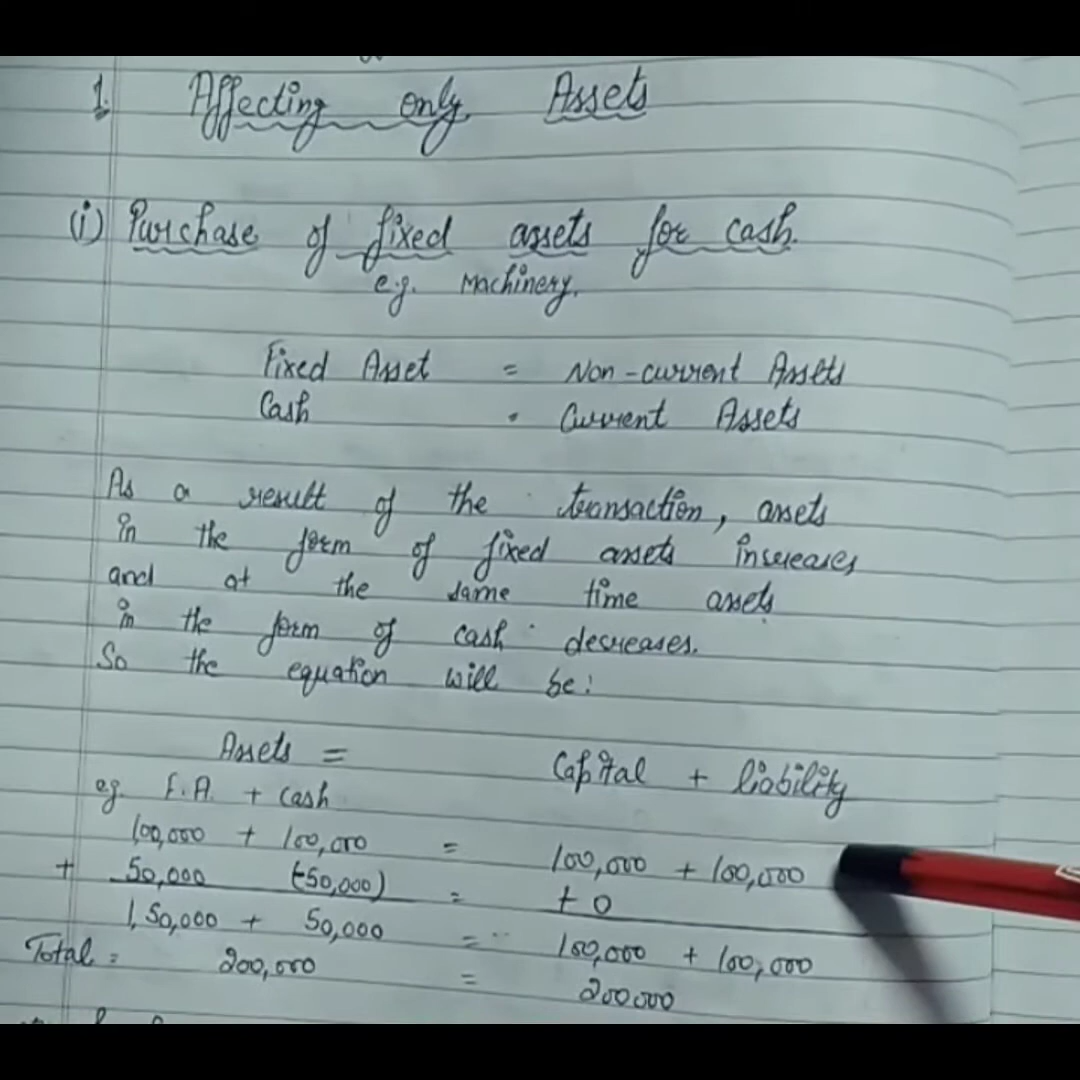 1. Affecting only Assets
(i) Purchase of fixed assets for cash.
e.g. Machinery.
Fixed Asset = Non-current Assets
Cash = Current Assets
As a result of the transaction, assets
in the form of fixed assets increases
and at the same time assets
in the form of cash decreases.
So the equation will be:
Assets = Capital + liability
eg. F.A. + cash
100,000 + 100,000 = 100,000 + 100,000
+ 50,000 (-50,000) = + 0
1,50,000 + 50,000 = 100,000 + 100,000
Total = 200,000 = 200000